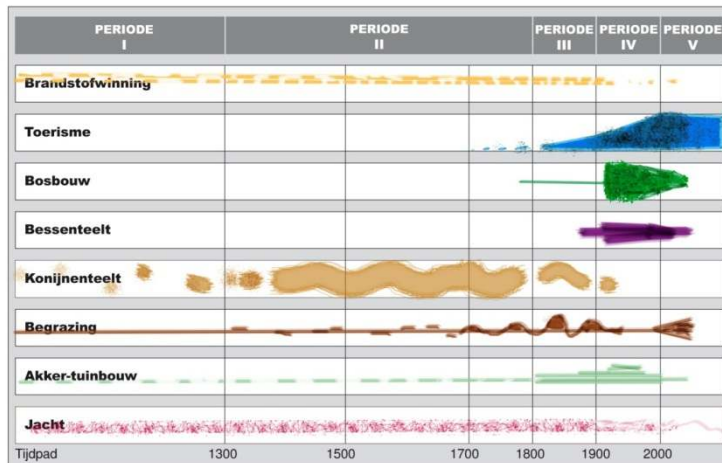 PERIODE PERIODE PERIODE PERIODE PERIODE
I II III IV V
Brandstofwinning
Toerisme
Bosbouw
Bessenteelt
Konijnenteelt
Begrazing
Akker-tuinbouw
Jacht
Tijdpad 1300 1500 1700 1800 1900 2000